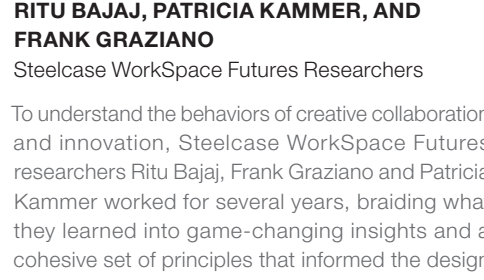 RITU BAJAJ, PATRICIA KAMMER, AND
FRANK GRAZIANO
Steelcase WorkSpace Futures Researchers
To understand the behaviors of creative collaboration
and innovation, Steelcase WorkSpace Futures
researchers Ritu Bajaj, Frank Graziano and Patricia
Kammer worked for several years, braiding what
they learned into game-changing insights and a
cohesive set of principles that informed the design